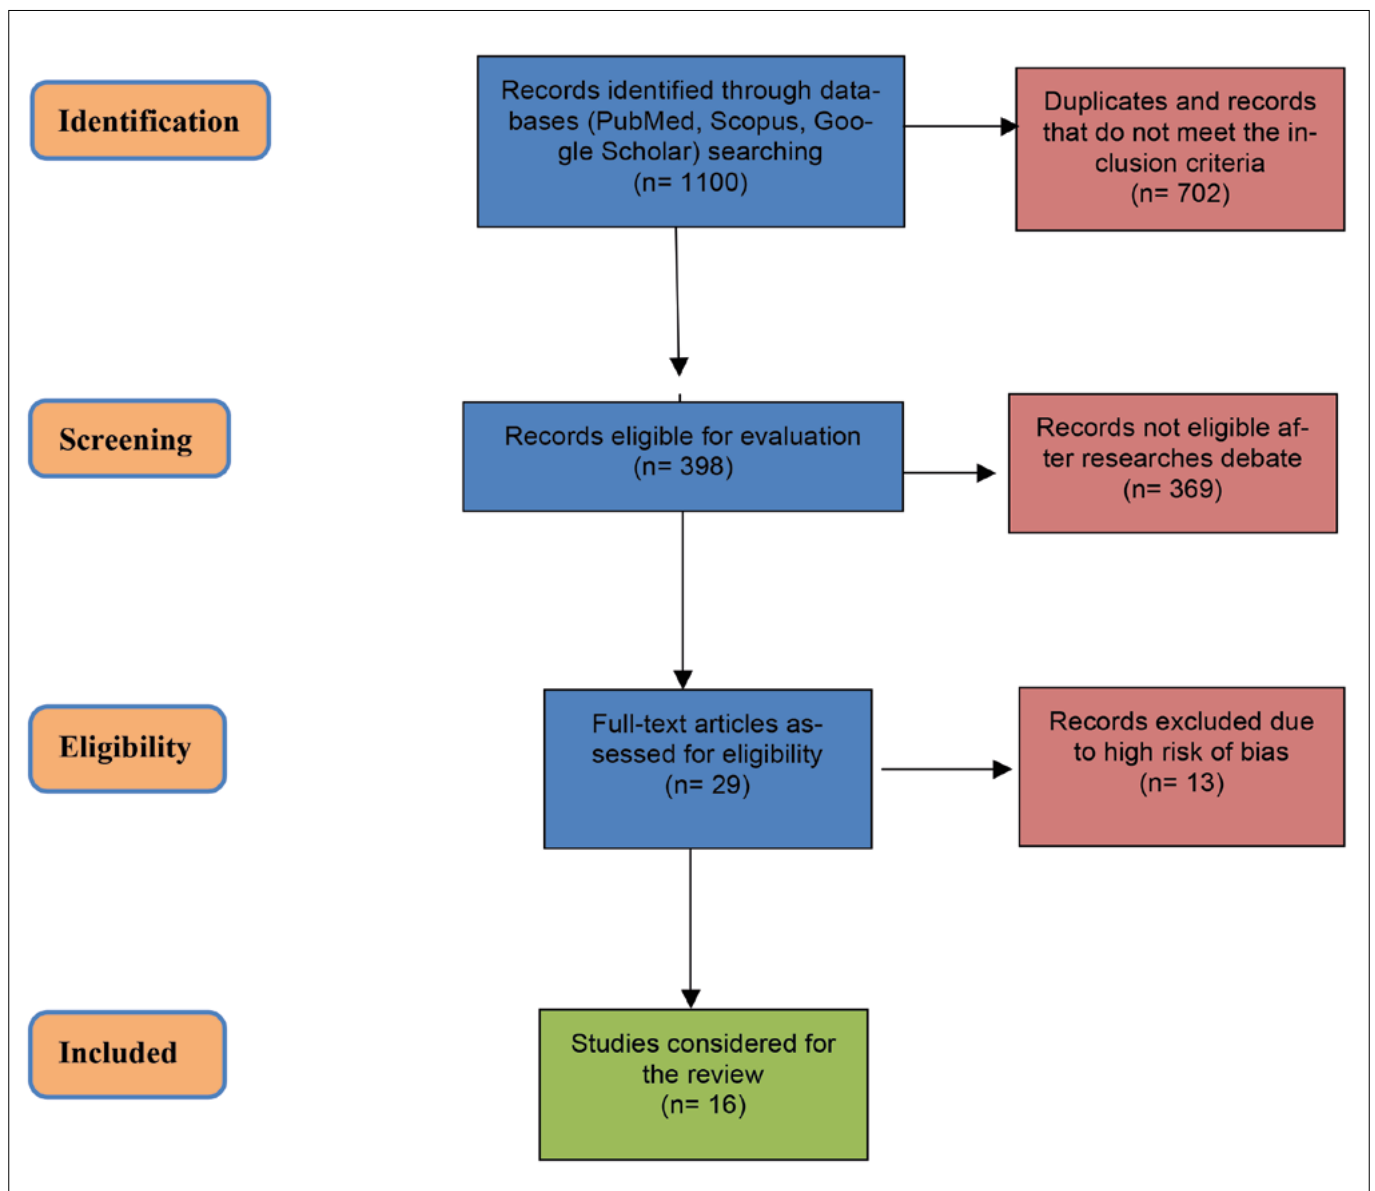 Identification
Records identified through data-
bases (PubMed, Scopus, Goo-
gle Scholar) searching
(n= 1100)
Duplicates and records
that do not meet the in-
clusion criteria
(n= 702)
Screening
Records eligible for evaluation
(n= 398)
Records not eligible af-
ter researches debate
(n= 369)
Eligibility
Full-text articles as-
sessed for eligibility
(n= 29)
Records excluded due
to high risk of bias
(n= 13)
Included
Studies considered for
the review
(n= 16)